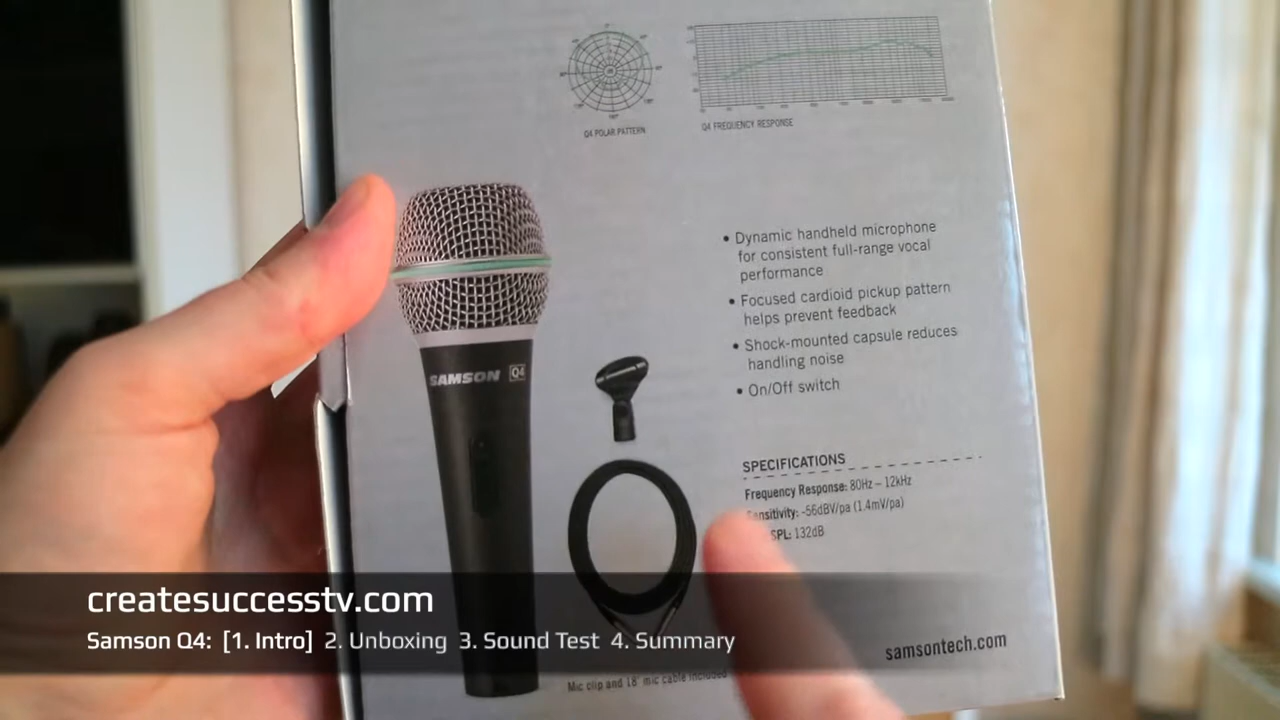 Q4 POLAR PATTERN
Q4 FREQUENCY RESPONSE
• Dynamic handheld microphone
for consistent full-range vocal
performance
• Focused cardioid pickup pattern
helps prevent feedback
• Shock-mounted capsule reduces
handling noise
• On/Off switch
SAMSON Q4
SPECIFICATIONS
Frequency Response: 80Hz – 12kHz
-56dBV/pa (1.4mV/pa)
SPL: 132dB
createsuccesstv.com
Samson Q4: [1. Intro] 2. Unboxing 3. Sound Test 4. Summary
samsontech.com
Mic clip and 18' mic cable included